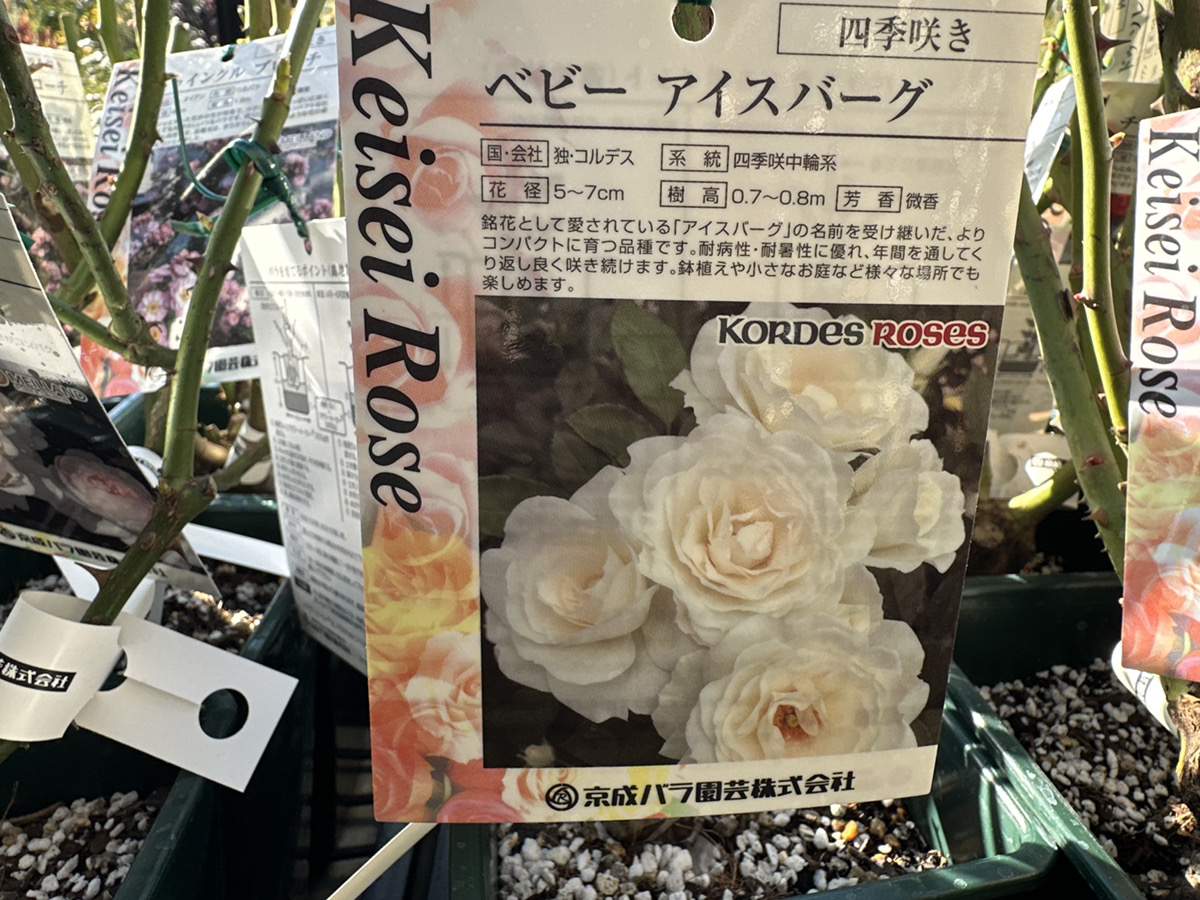 Keisei Rose
四季咲き
ベビー アイスバーグ
国・会社 独・コルデス 系統 四季咲中輪系
花径 5〜7cm 樹高 0.7〜0.8m 芳香 微香
銘花として愛されている「アイスバーグ」の名前を受け継いだ、より
コンパクトに育つ品種です。耐病性・耐暑性に優れ、年間を通してく
り返し良く咲き続けます。鉢植えや小さなお庭など様々な場所でも
楽しめます。
KORDES ROSES
京成バラ園芸株式会社
Keisei Rose
Keisei Rose
株式会社